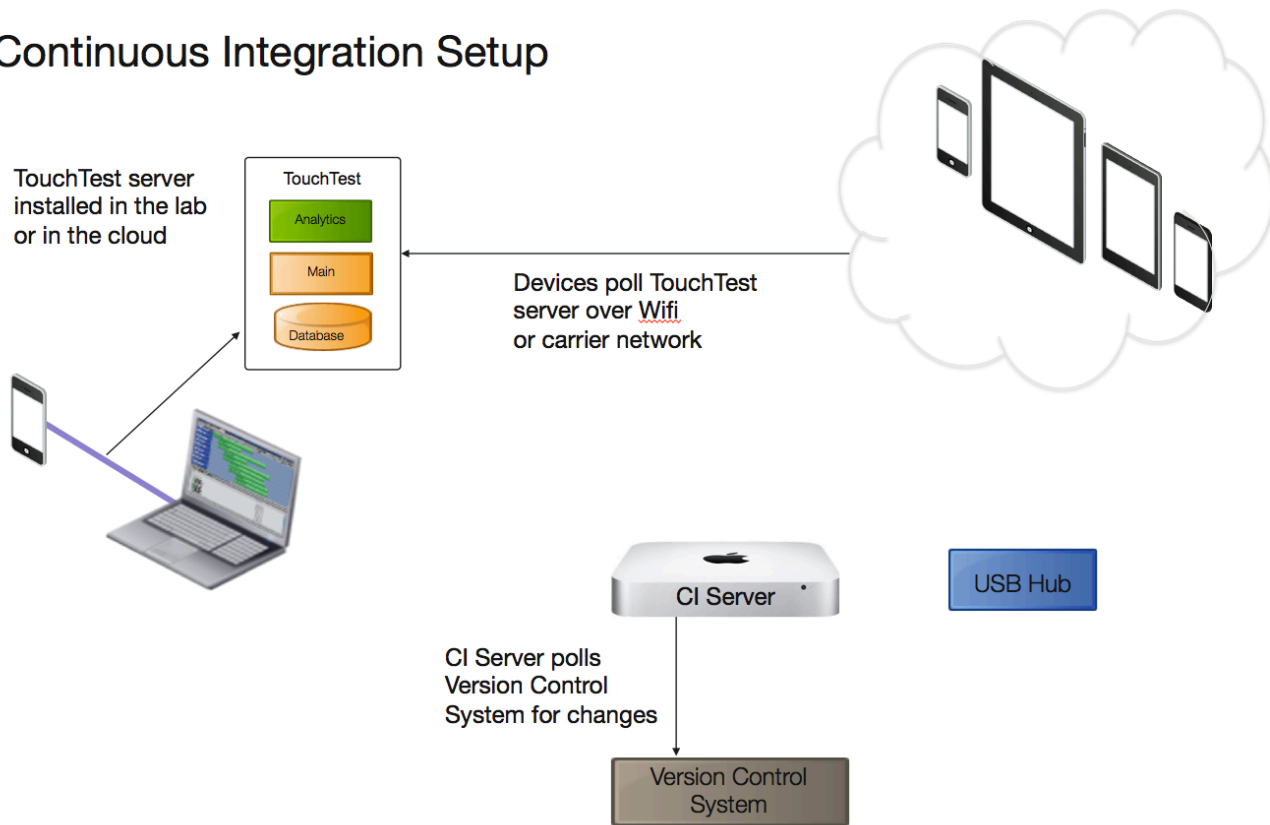 Continuous Integration Setup
TouchTest server
installed in the lab
or in the cloud
TouchTest
Analytics
Main
Database
Devices poll TouchTest
server over Wifi
or carrier network
CI Server
USB Hub
CI Server polls
Version Control
System for changes
Version Control
System